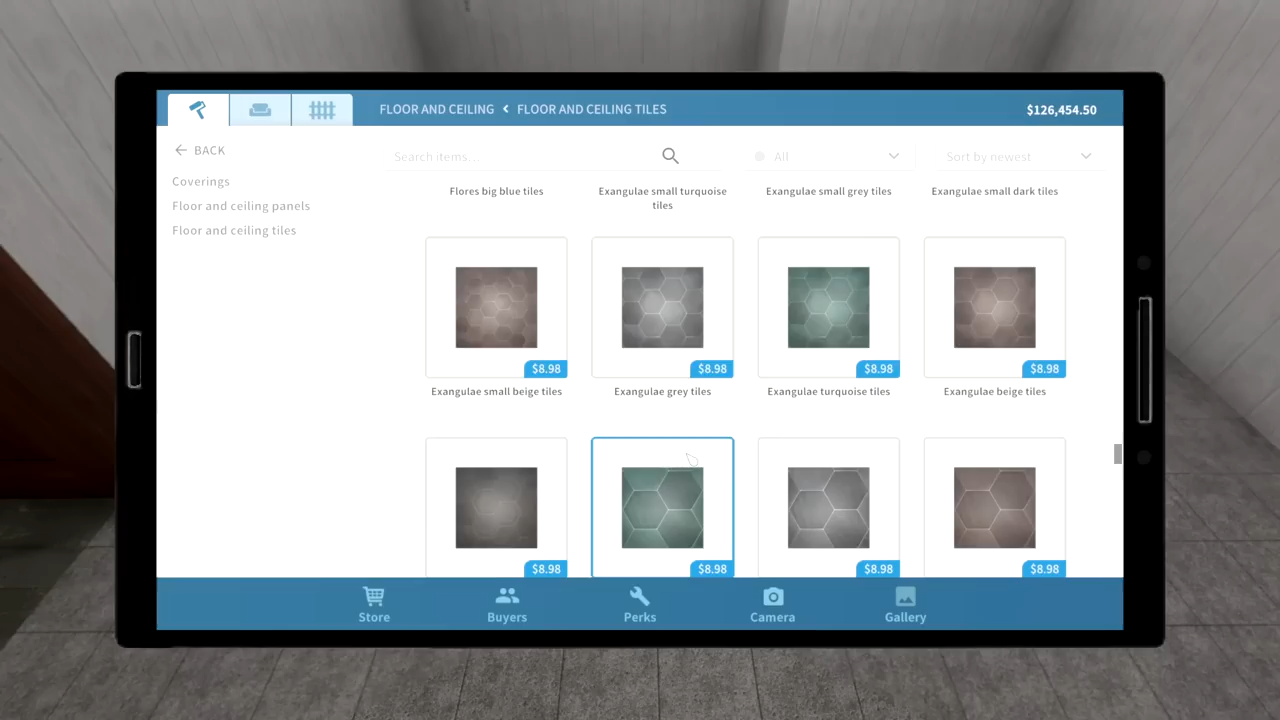 FLOOR AND CEILING < FLOOR AND CEILING TILES
$126,454.50
BACK
Coverings
Floor and ceiling panels
Floor and ceiling tiles
Search items...
All
Sort by newest
Flores big blue tiles
Exangulae small turquoise
tiles
Exangulae small grey tiles
Exangulae small dark tiles
$8.98
$8.98
$8.98
$8.98
Exangulae small beige tiles
Exangulae grey tiles
Exangulae turquoise tiles
Exangulae beige tiles
$8.98
$8.98
$8.98
$8.98
Store
Buyers
Perks
Camera
Gallery